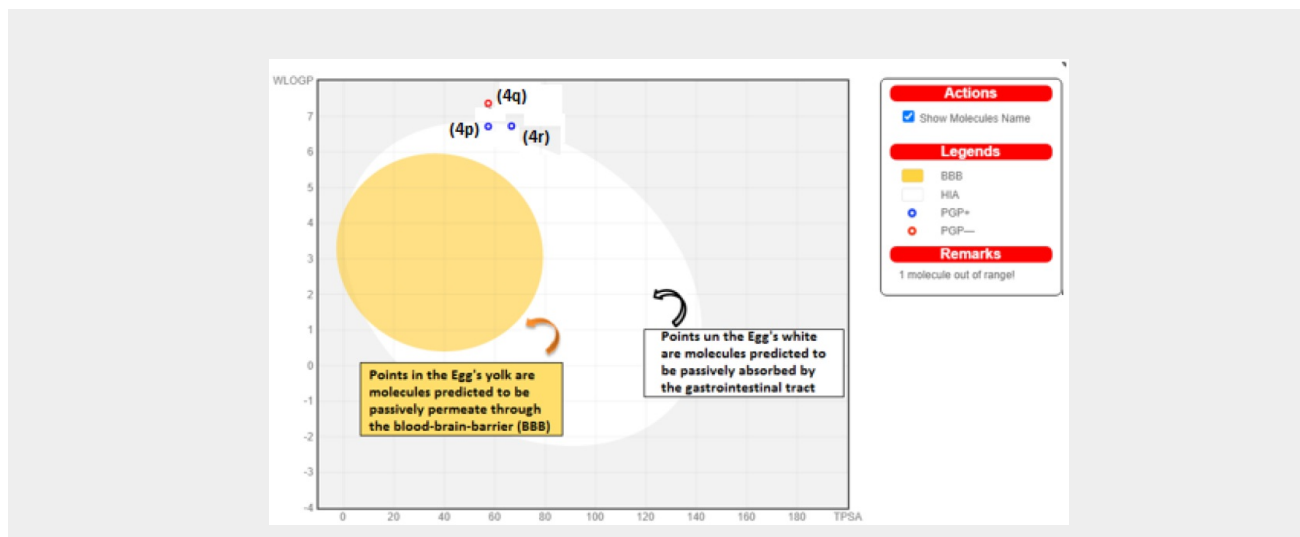 WLOGP
7
6
5
4
3
2
1
0
-1
-2
-3
-4
0 20 40 60 80 100 120 140 160 180 TPSA
(4q)
(4p)
(4r)
Points in the Egg's yolk are
molecules predicted to be
passively permeate through
the blood-brain-barrier (BBB)
Points un the Egg's white
are molecules predicted to
be passively absorbed by
the gastrointestinal tract
Actions
Show Molecules Name
Legends
BBB
HIA
PGP+
PGP—
Remarks
1 molecule out of range!